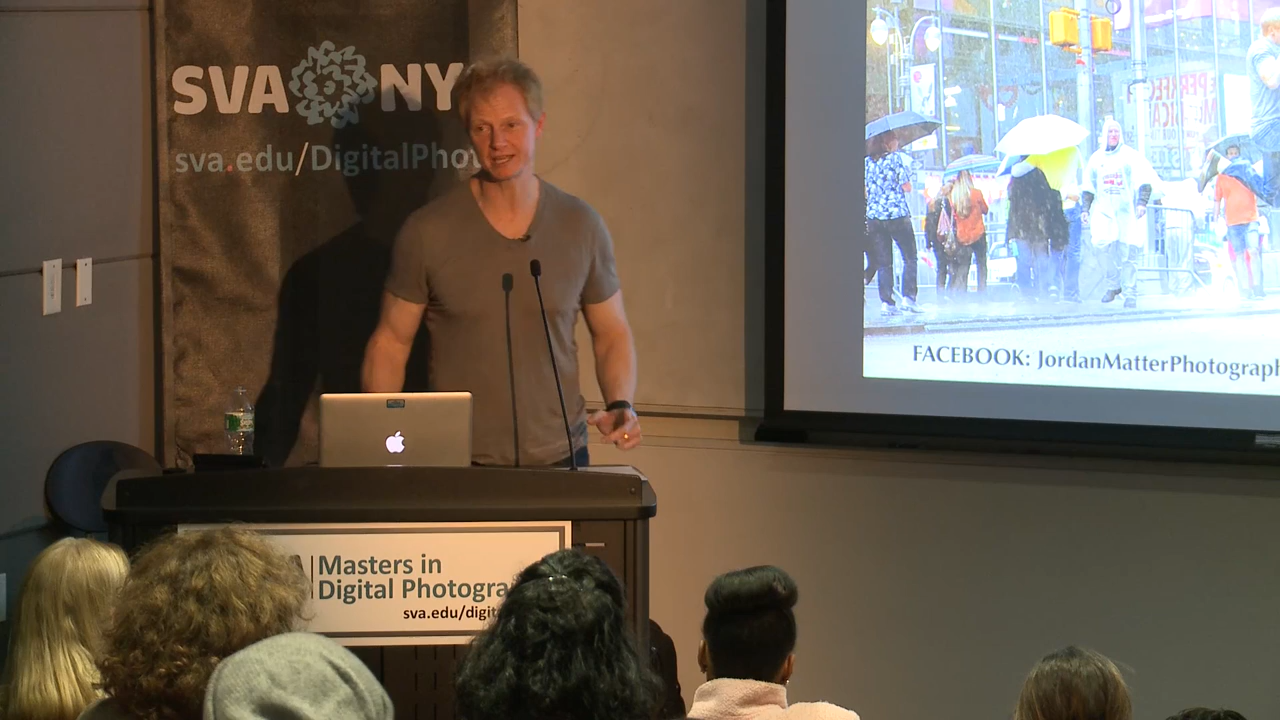 SVA NY
sva.edu/DigitalPhot
FACEBOOK: JordanMatterPhotograph
Masters in
Digital Photogra
sva.edu/digit